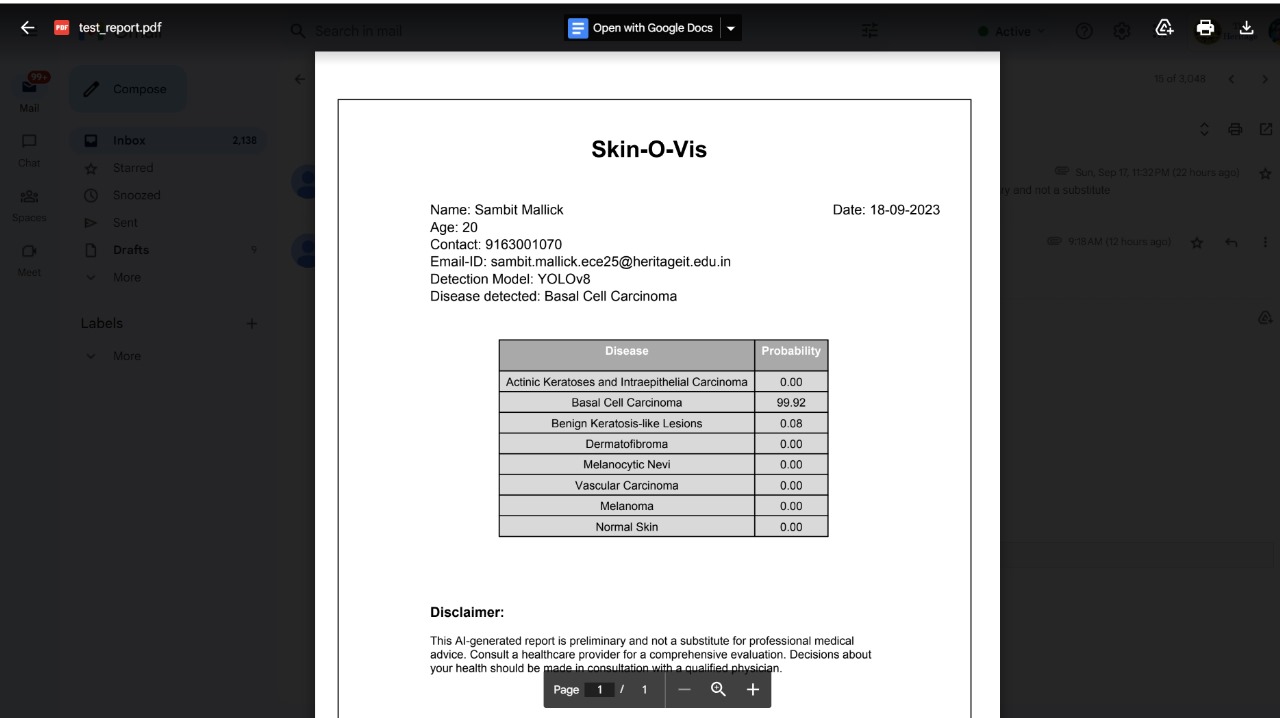 test_report.pdf
Search in mail
Open with Google Docs
Active
99+
Mail
Compose
15 of 3,048
Inbox 2,138
Chat
Starred
Snoozed
Spaces
Sent
Drafts 9
Meet
More
Labels
More
Sun, Sep 17, 11:32 PM (22 hours ago)
ry and not a substitute
9:18 AM (12 hours ago)
Skin-O-Vis
Name: Sambit Mallick Date: 18-09-2023
Age: 20
Contact: 9163001070
Email-ID: sambit.mallick.ece25@heritageit.edu.in
Detection Model: YOLOv8
Disease detected: Basal Cell Carcinoma
Disease Probability
Actinic Keratoses and Intraepithelial Carcinoma 0.00
Basal Cell Carcinoma 99.92
Benign Keratosis-like Lesions 0.08
Dermatofibroma 0.00
Melanocytic Nevi 0.00
Vascular Carcinoma 0.00
Melanoma 0.00
Normal Skin 0.00
Disclaimer:
This AI-generated report is preliminary and not a substitute for professional medical
advice. Consult a healthcare provider for a comprehensive evaluation. Decisions about
your health should be made in consultation with a qualified physician.
Page 1 / 1